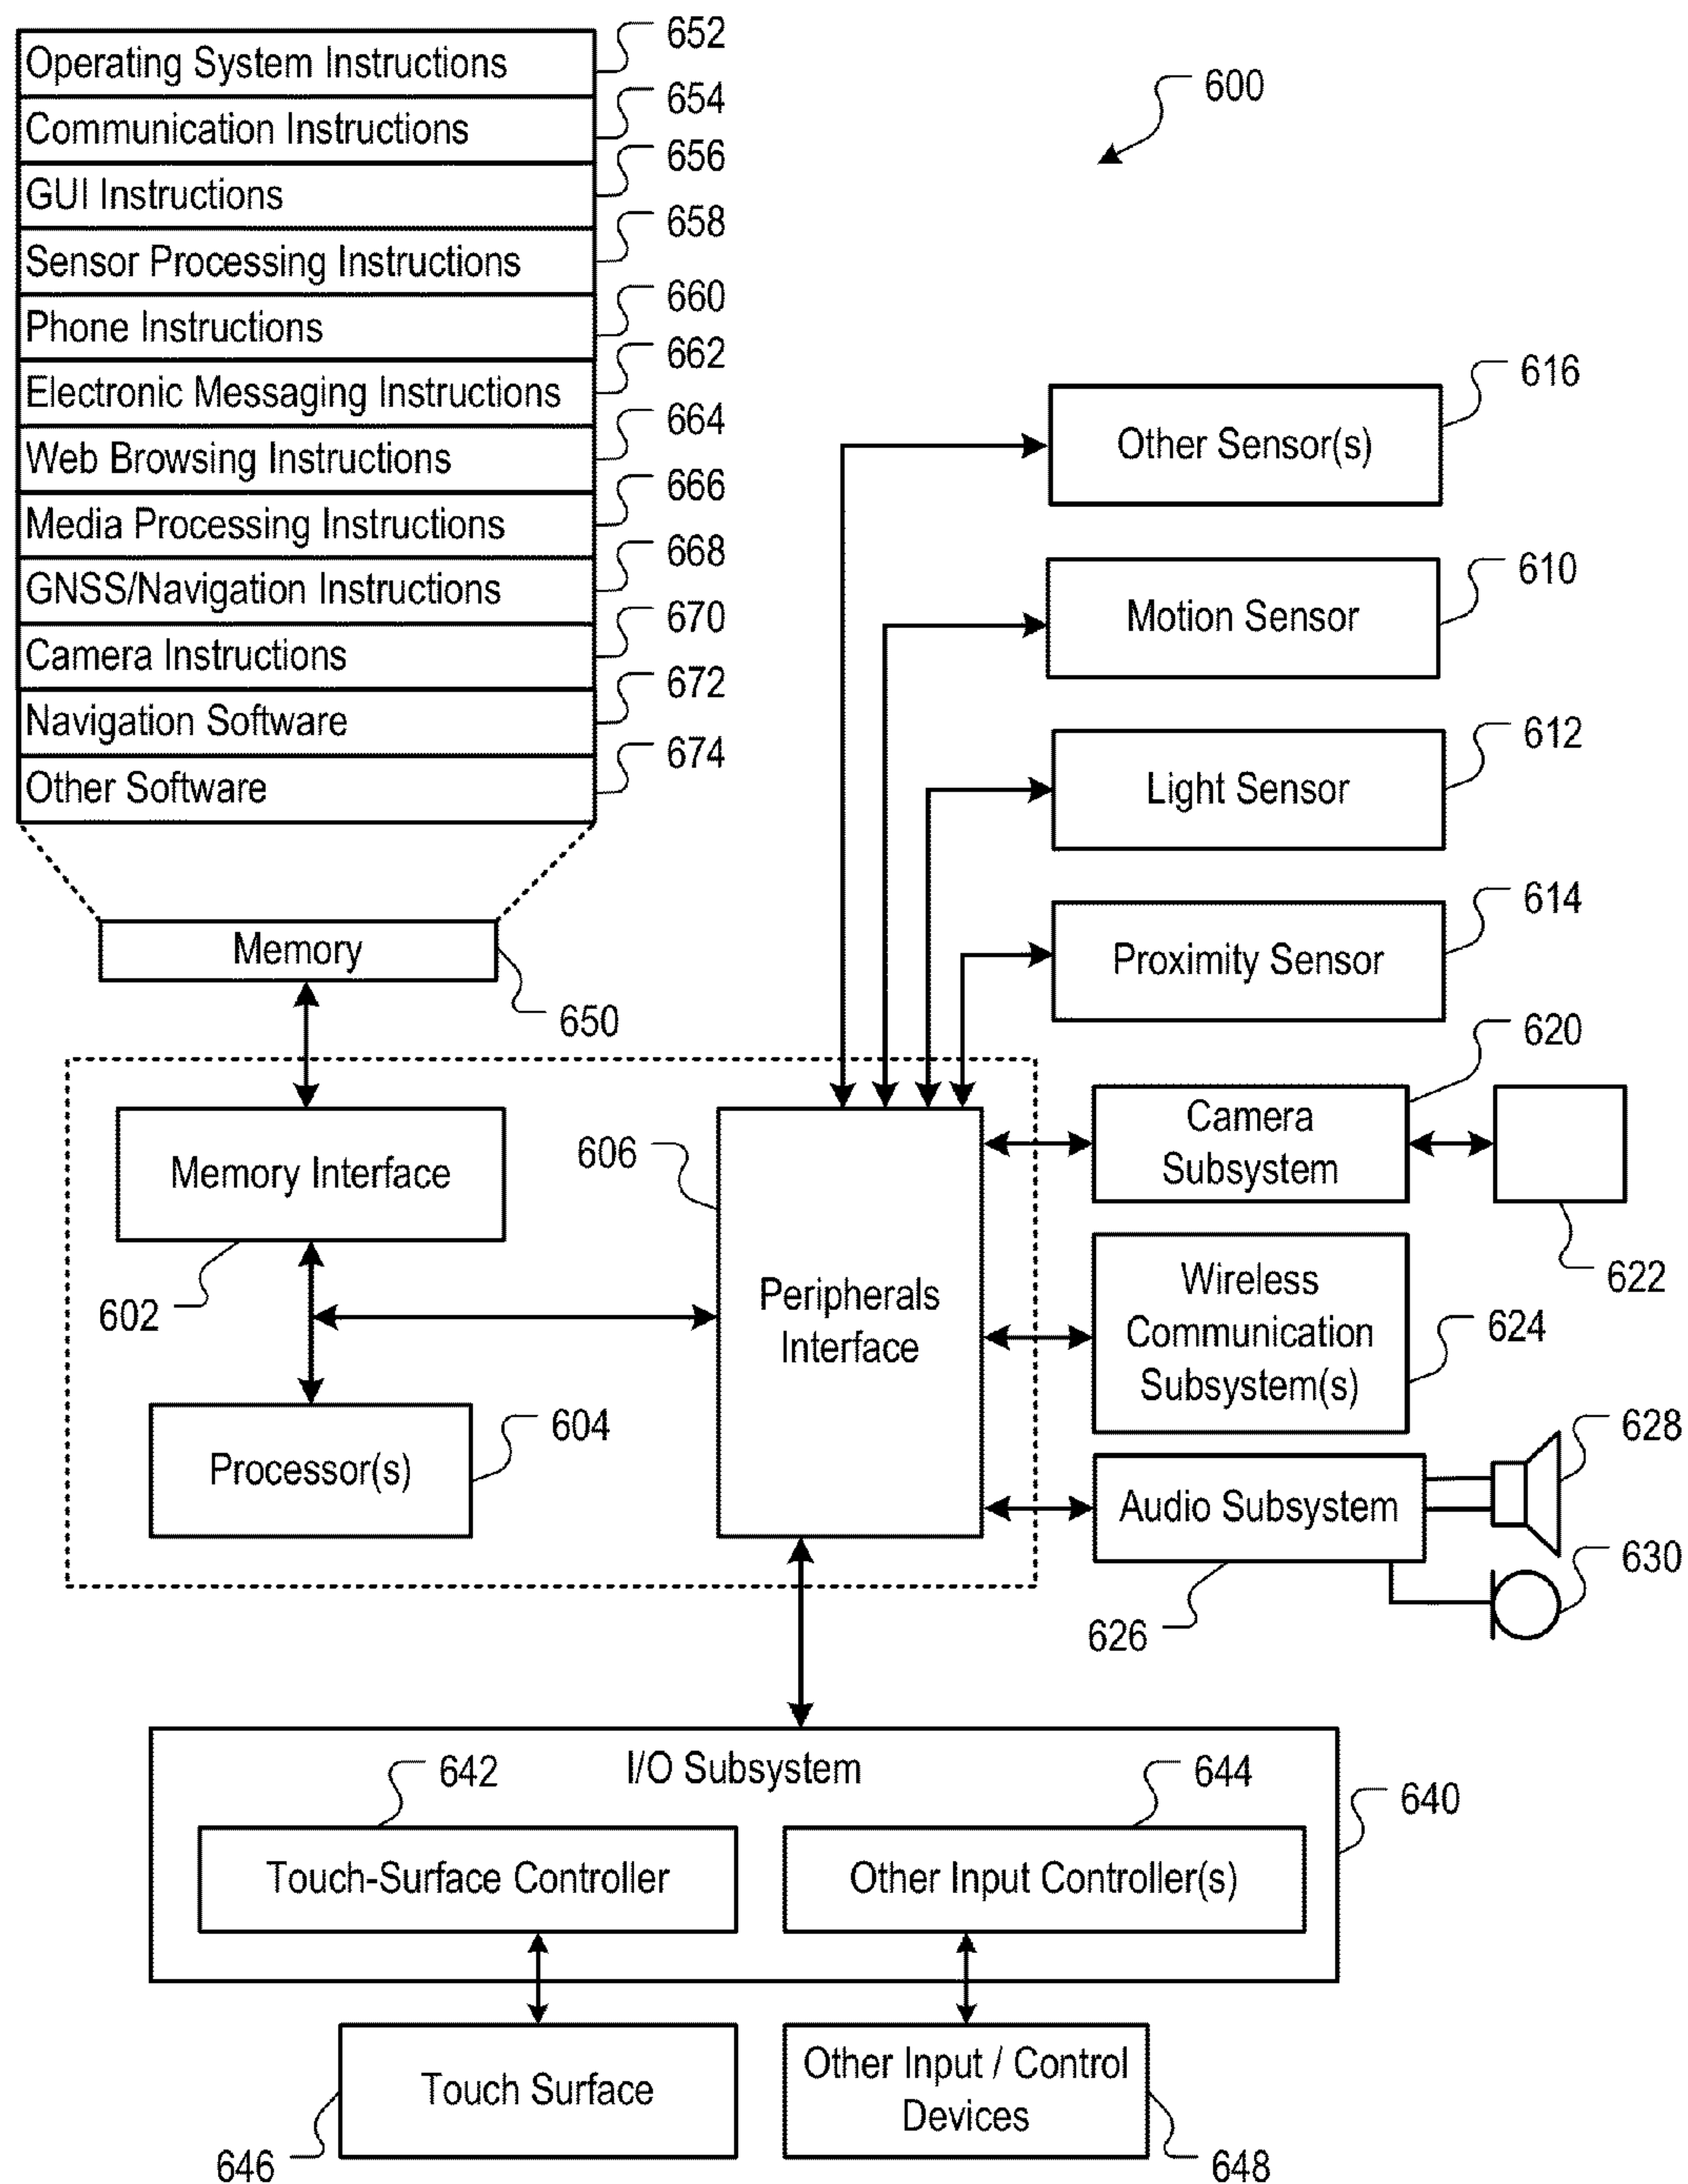 652
Operating System Instructions
654
Communication Instructions
656
GUI Instructions
658
Sensor Processing Instructions
660
Phone Instructions
662
Electronic Messaging Instructions
664
Web Browsing Instructions
666
Media Processing Instructions
668
GNSS/Navigation Instructions
670
Camera Instructions
672
Navigation Software
674
Other Software
Memory
650
600
616
Other Sensor(s)
610
Motion Sensor
612
Light Sensor
614
Proximity Sensor
620
Camera
Subsystem
622
Memory Interface
602
606
Peripherals
Interface
Wireless
Communication
Subsystem(s)
624
604
Processor(s)
628
Audio Subsystem
630
626
I/O Subsystem
642
644
640
Touch-Surface Controller
Other Input Controller(s)
Touch Surface
646
Other Input / Control
Devices
648